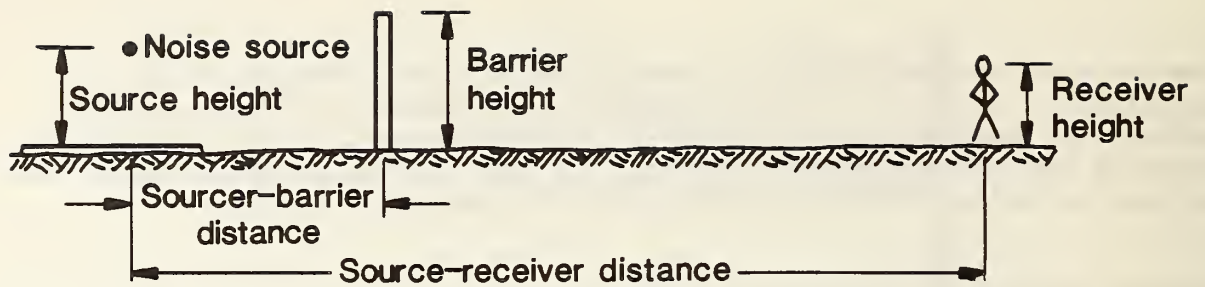 Noise source
Source height
Barrier
height
Receiver
height
Sourcer-barrier
distance
Source-receiver distance